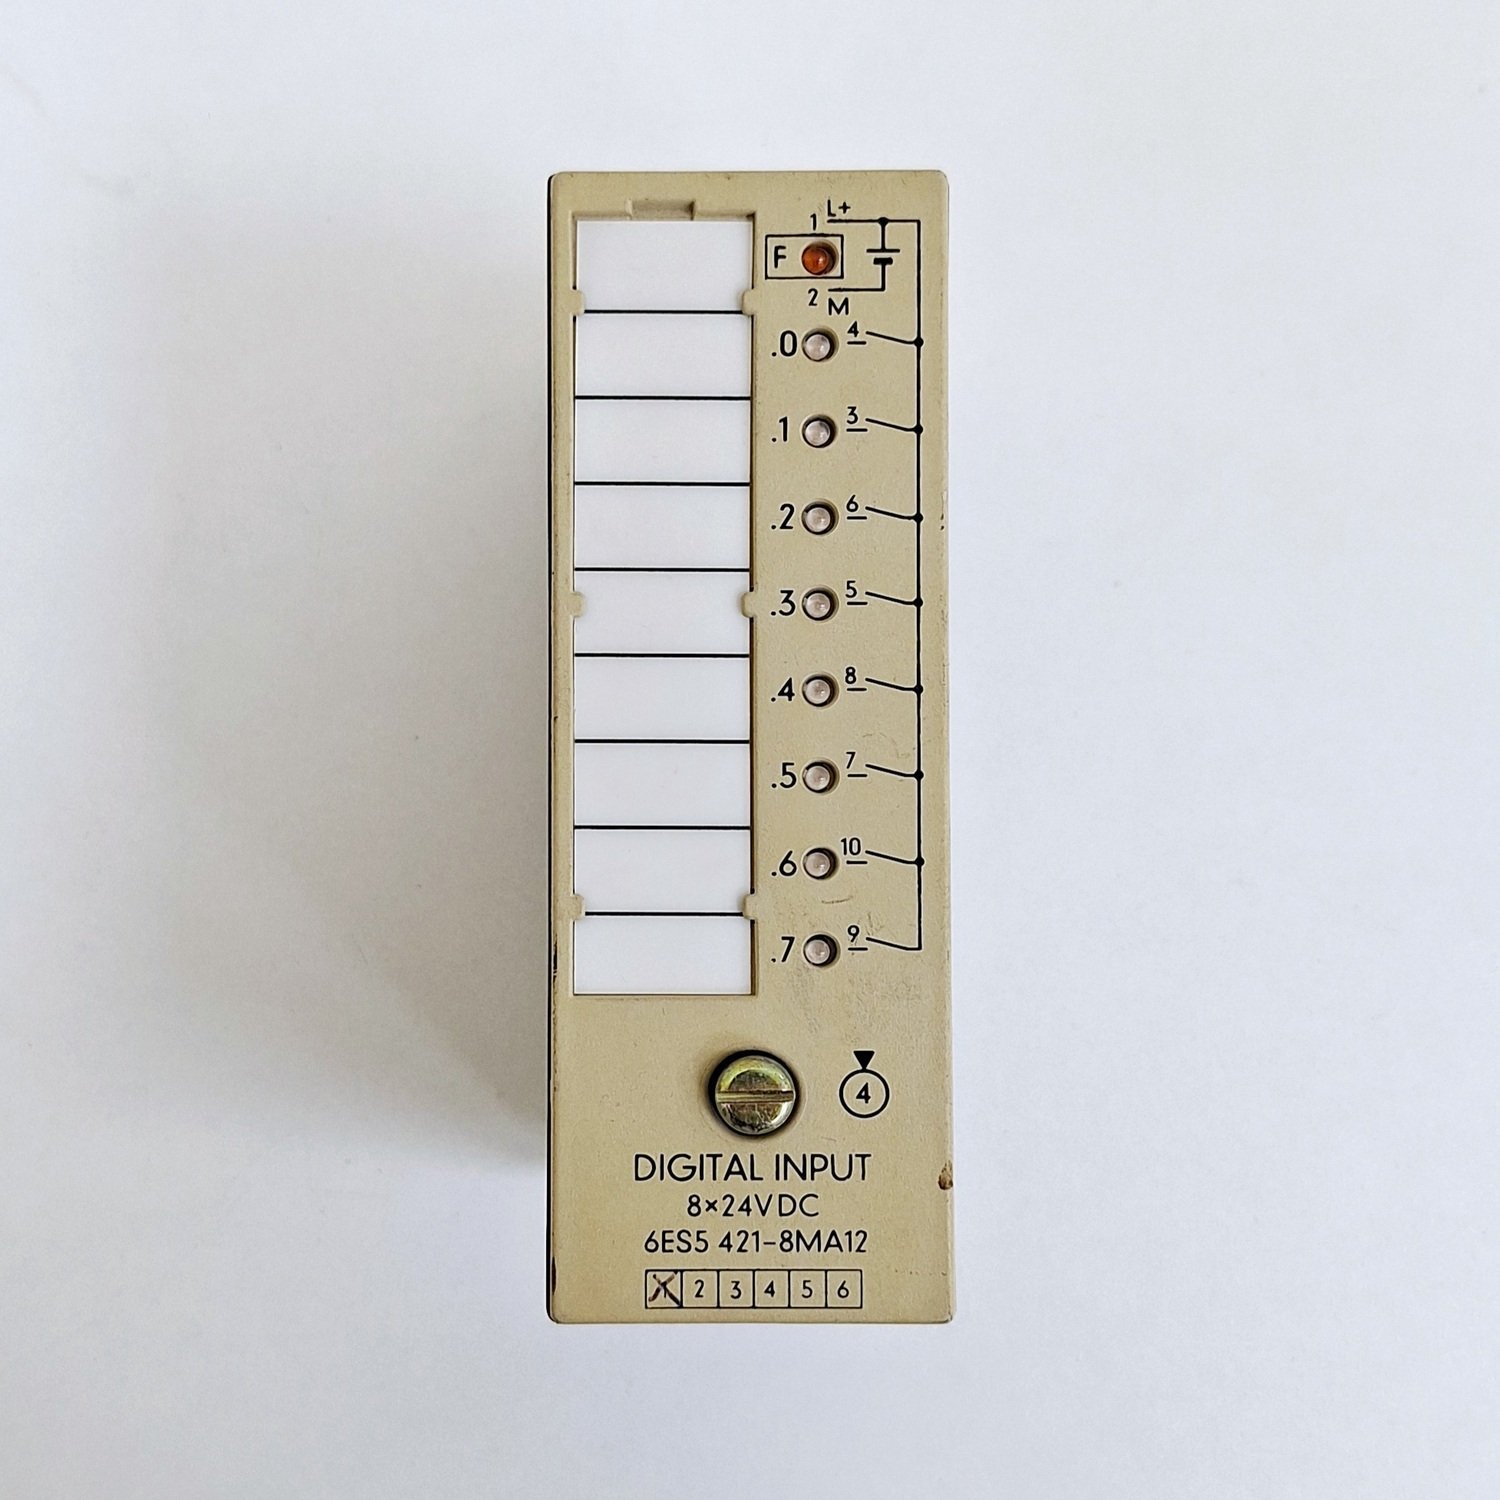 L+
1
F
2 M
.0 4
.1 3
.2 6
.3 5
.4 8
.5 7
.6 10
.7 9
4
DIGITAL INPUT
8×24VDC
6ES5 421-8MA12
1 2 3 4 5 6